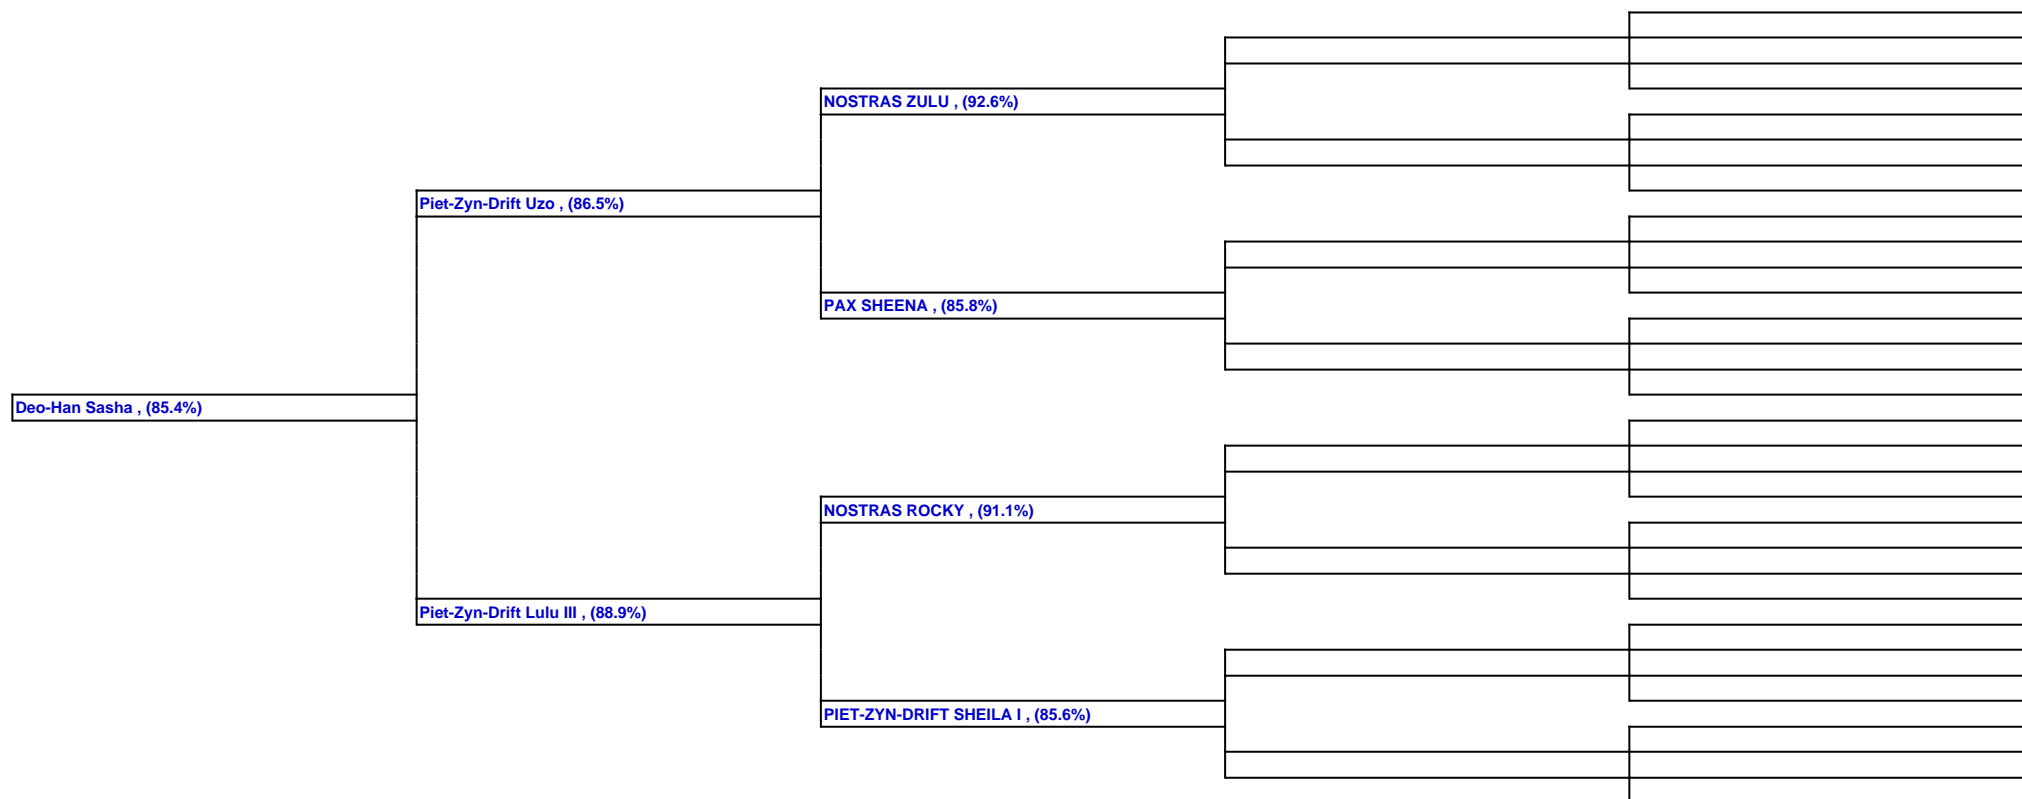 NOSTRAS ZULU , (92.6%)
Piet-Zyn-Drift Uzo , (86.5%)
PAX SHEENA , (85.8%)
Deo-Han Sasha , (85.4%)
NOSTRAS ROCKY , (91.1%)
Piet-Zyn-Drift Lulu III , (88.9%)
PIET-ZYN-DRIFT SHEILA I , (85.6%)